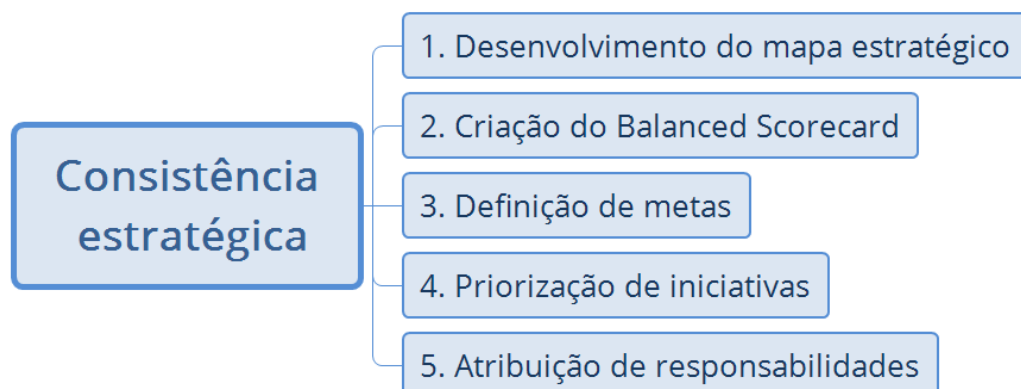 Consistência
estratégica
1. Desenvolvimento do mapa estratégico
2. Criação do Balanced Scorecard
3. Definição de metas
4. Priorização de iniciativas
5. Atribuição de responsabilidades